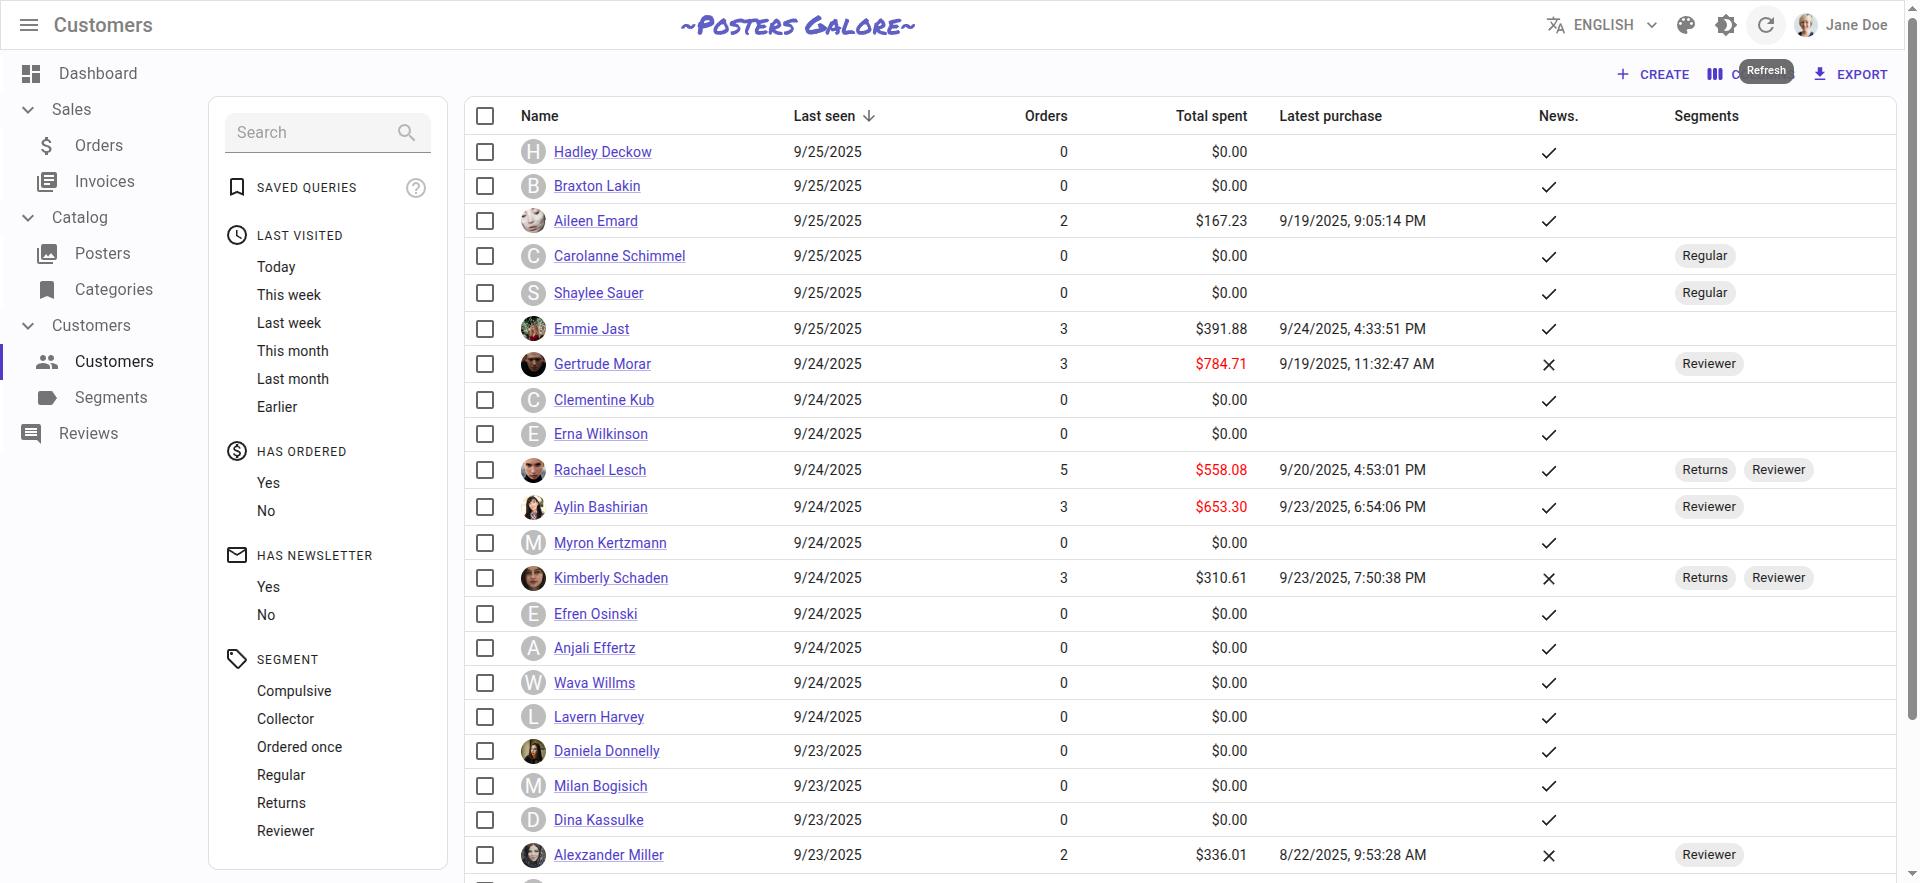 Customers
~Posters Galore~
ENGLISH
Jane Doe
Dashboard
Sales
Orders
Invoices
Catalog
Posters
Categories
Customers
Customers
Segments
Reviews
CREATE
Refresh
EXPORT
Search
SAVED QUERIES
LAST VISITED
Today
This week
Last week
This month
Last month
Earlier
HAS ORDERED
Yes
No
HAS NEWSLETTER
Yes
No
SEGMENT
Compulsive
Collector
Ordered once
Regular
Returns
Reviewer
Name Last seen Orders Total spent Latest purchase News. Segments
H Hadley Deckow 9/25/2025 0 $0.00
B Braxton Lakin 9/25/2025 0 $0.00
Aileen Emard 9/25/2025 2 $167.23 9/19/2025, 9:05:14 PM
C Carolanne Schimmel 9/25/2025 0 $0.00 Regular
S Shaylee Sauer 9/25/2025 0 $0.00 Regular
Emmie Jast 9/25/2025 3 $391.88 9/24/2025, 4:33:51 PM
Gertrude Morar 9/24/2025 3 $784.71 9/19/2025, 11:32:47 AM Reviewer
C Clementine Kub 9/24/2025 0 $0.00
E Erna Wilkinson 9/24/2025 0 $0.00
Rachael Lesch 9/24/2025 5 $558.08 9/20/2025, 4:53:01 PM Returns Reviewer
Aylin Bashirian 9/24/2025 3 $653.30 9/23/2025, 6:54:06 PM Reviewer
M Myron Kertzmann 9/24/2025 0 $0.00
Kimberly Schaden 9/24/2025 3 $310.61 9/23/2025, 7:50:38 PM Returns Reviewer
E Efren Osinski 9/24/2025 0 $0.00
A Anjali Effertz 9/24/2025 0 $0.00
W Wava Willms 9/24/2025 0 $0.00
L Lavern Harvey 9/24/2025 0 $0.00
Daniela Donnelly 9/23/2025 0 $0.00
M Milan Bogisich 9/23/2025 0 $0.00
D Dina Kassulke 9/23/2025 0 $0.00
Alexzander Miller 9/23/2025 2 $336.01 8/22/2025, 9:53:28 AM Reviewer